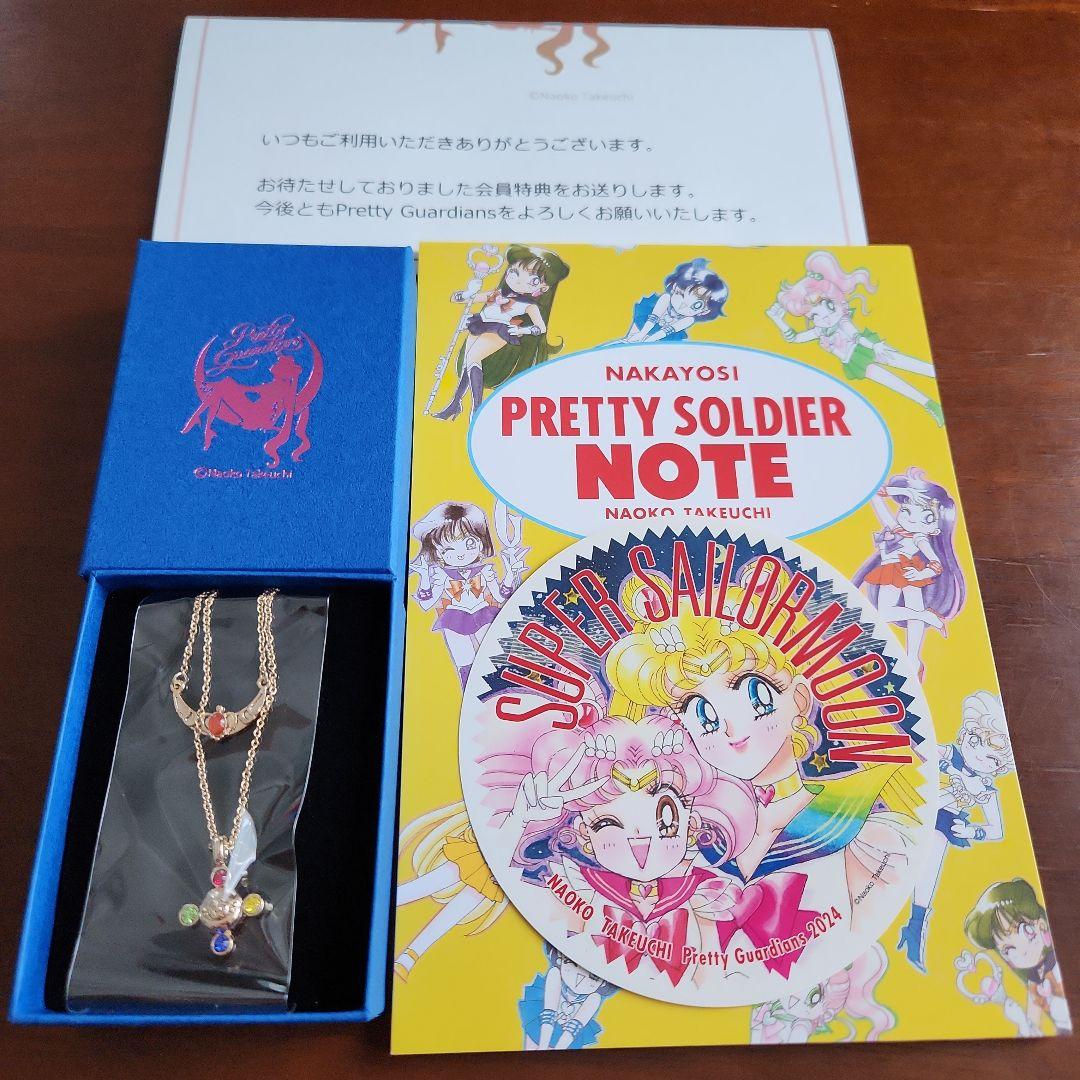 ©Naoko Takeuchi
いつもご利用いただきありがとうございます。
お待たせしておりました会員特典をお送りします。
今後ともPretty Guardiansをよろしくお願いいたします。
Pretty
Guardians
©Naoko Takeuchi
NAKAYOSI
PRETTY SOLDIER
NOTE
NAOKO TAKEUCHI
SUPER SAILORMOON
©Naoko Takeuchi
NAOKO TAKEUCHI Pretty Guardians 2024